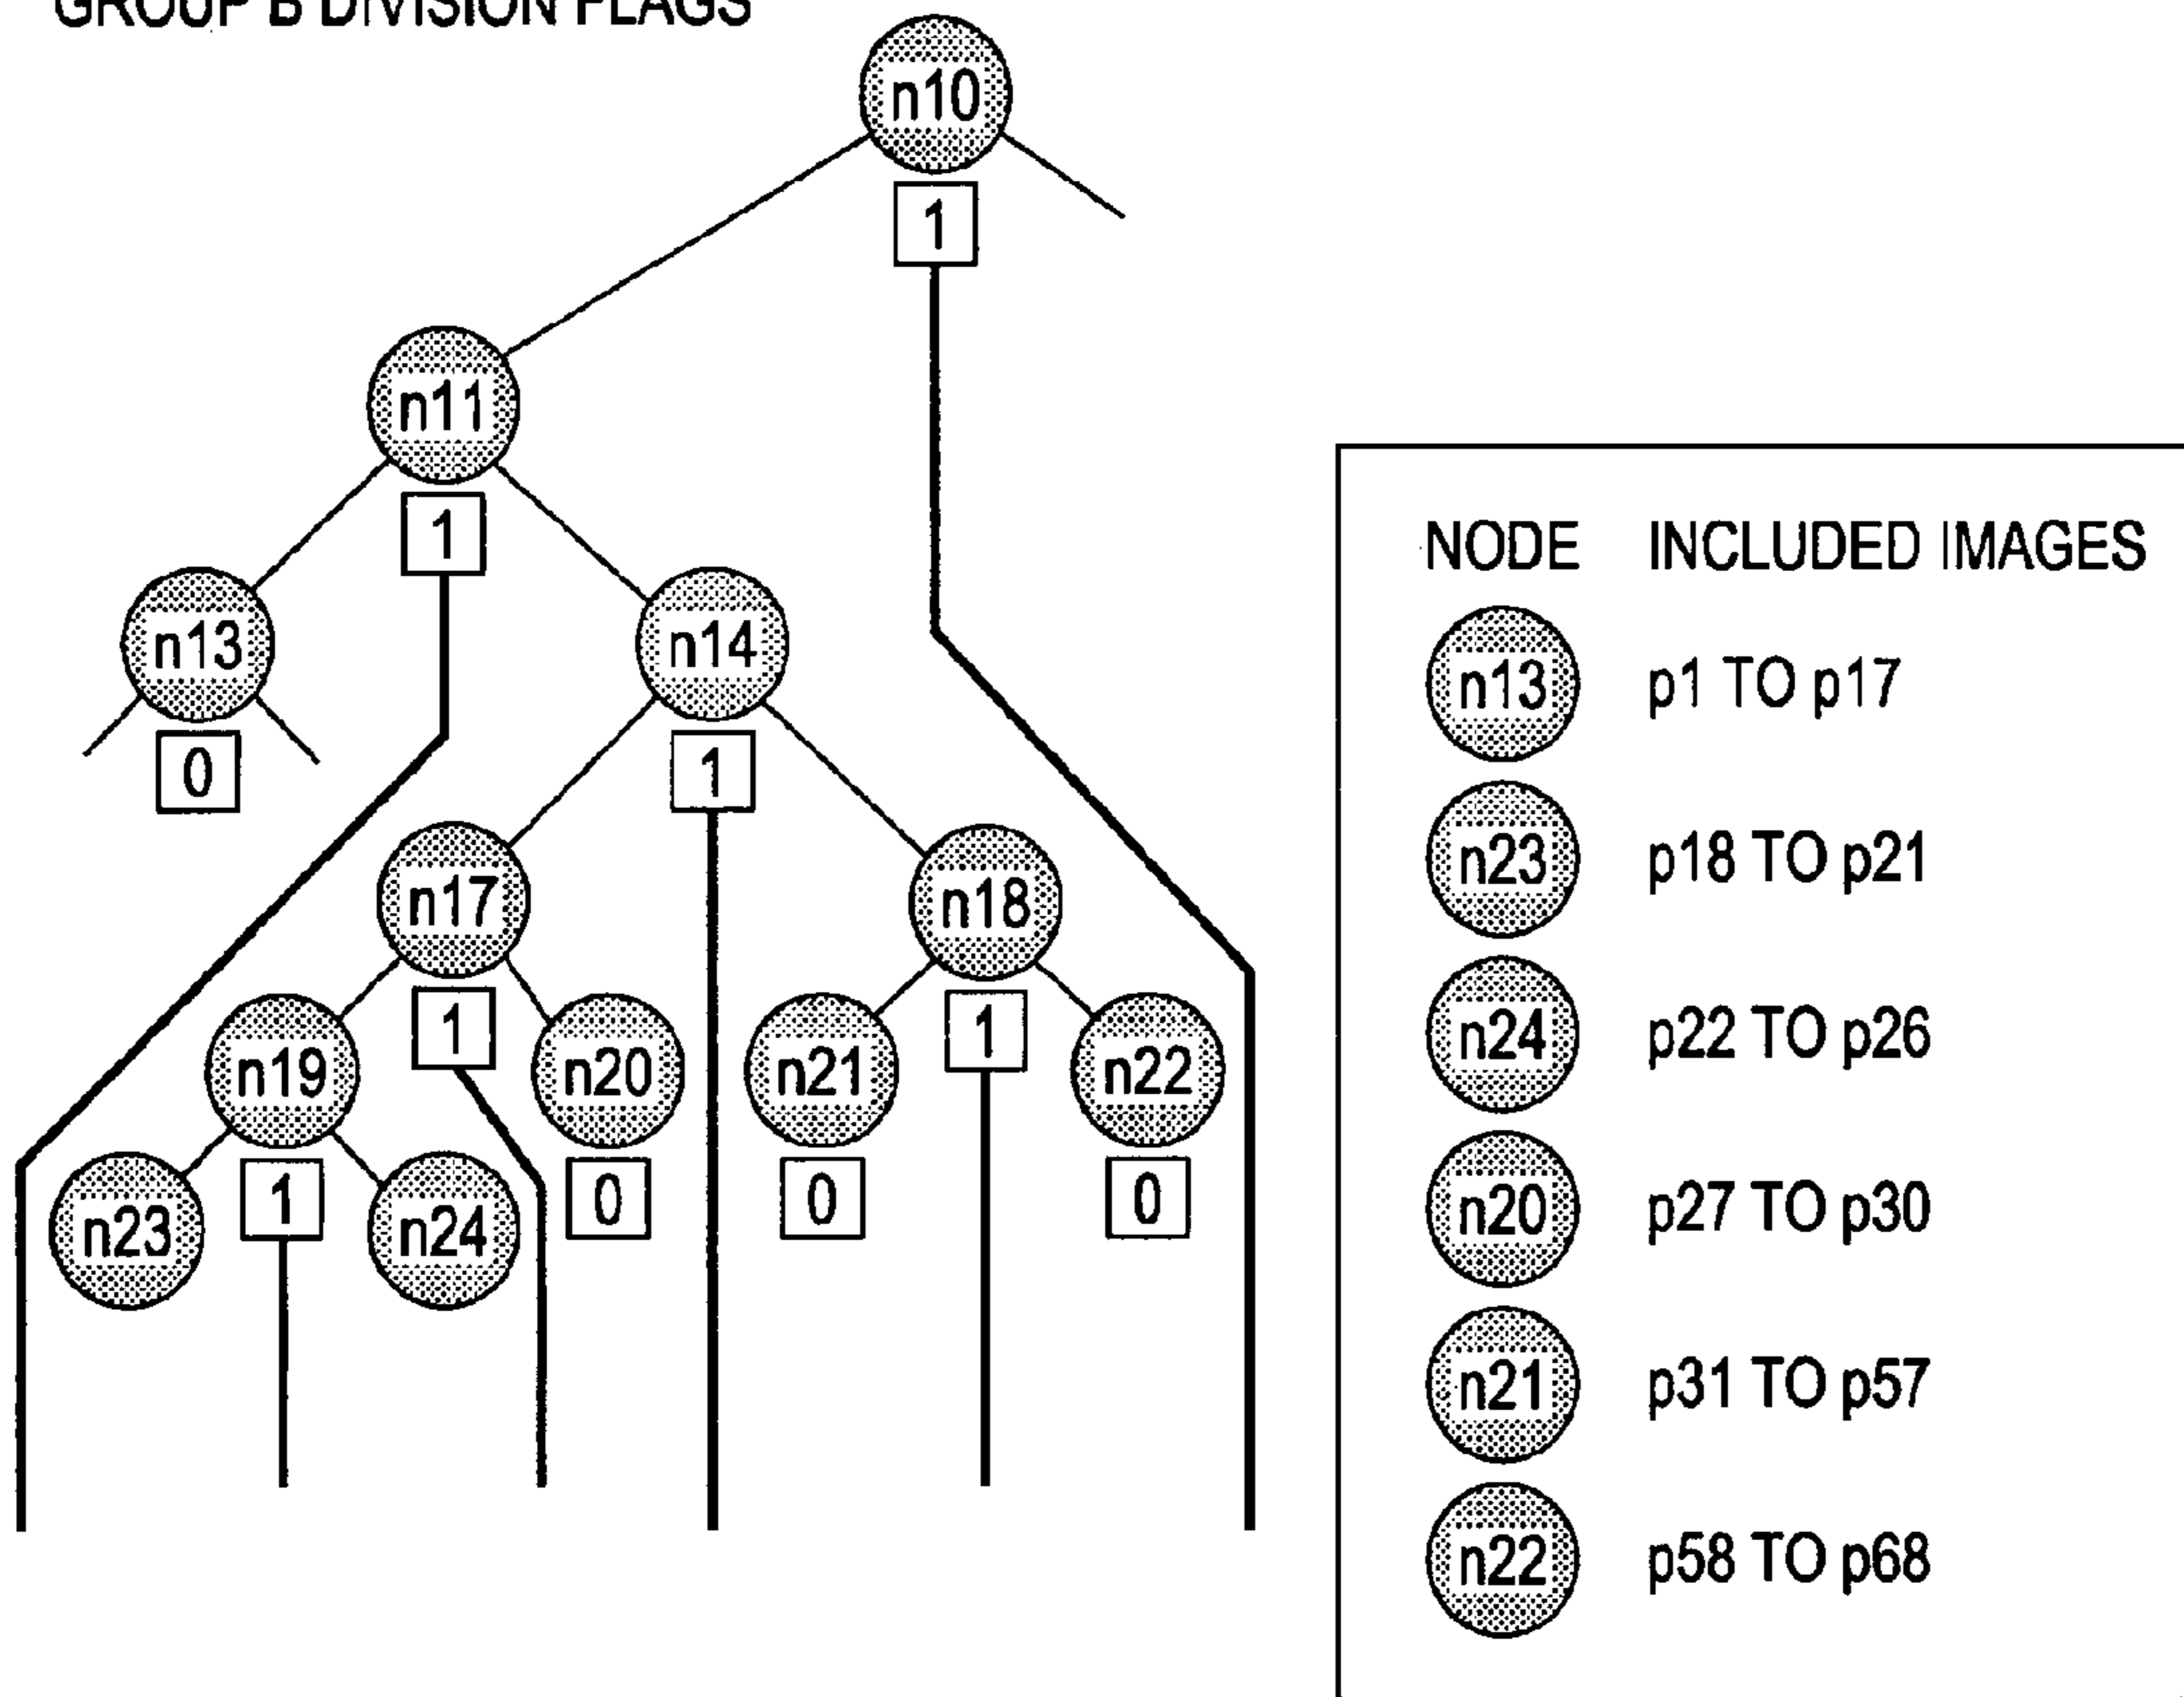 GROUP B DIVISION FLAGS
n10
1
n11
1
n13
n14
0
1
n17
n18
1
1
n19
n20
n21
n22
1
0
0
0
n23
n24
NODE INCLUDED IMAGES
n13 p1 TO p17
n23 p18 TO p21
n24 p22 TO p26
n20 p27 TO p30
n21 p31 TO p57
n22 p58 TO p68